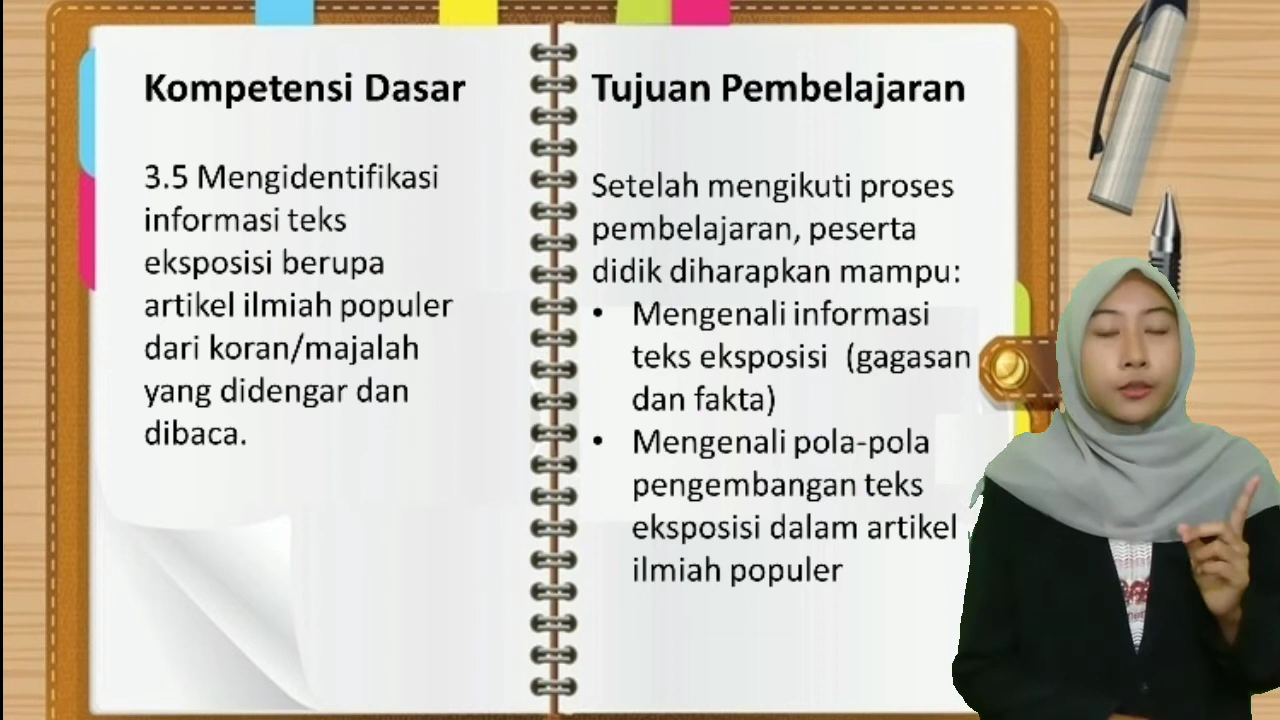 Kompetensi Dasar
3.5 Mengidentifikasi
informasi teks
eksposisi berupa
artikel ilmiah populer
dari koran/majalah
yang didengar dan
dibaca.
Tujuan Pembelajaran
Setelah mengikuti proses
pembelajaran, peserta
didik diharapkan mampu:
• Mengenali informasi
teks eksposisi (gagasan
dan fakta)
• Mengenali pola-pola
pengembangan teks
eksposisi dalam artikel
ilmiah populer